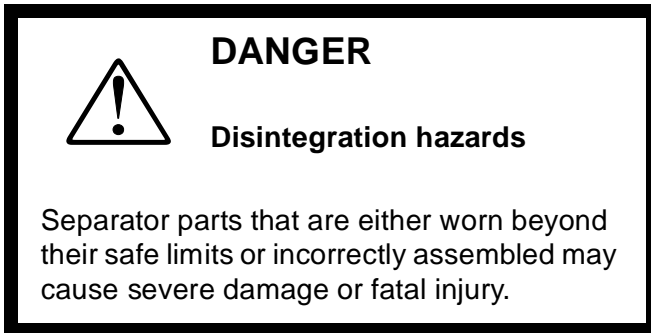 DANGER
Disintegration hazards
Separator parts that are either worn beyond
their safe limits or incorrectly assembled may
cause severe damage or fatal injury.